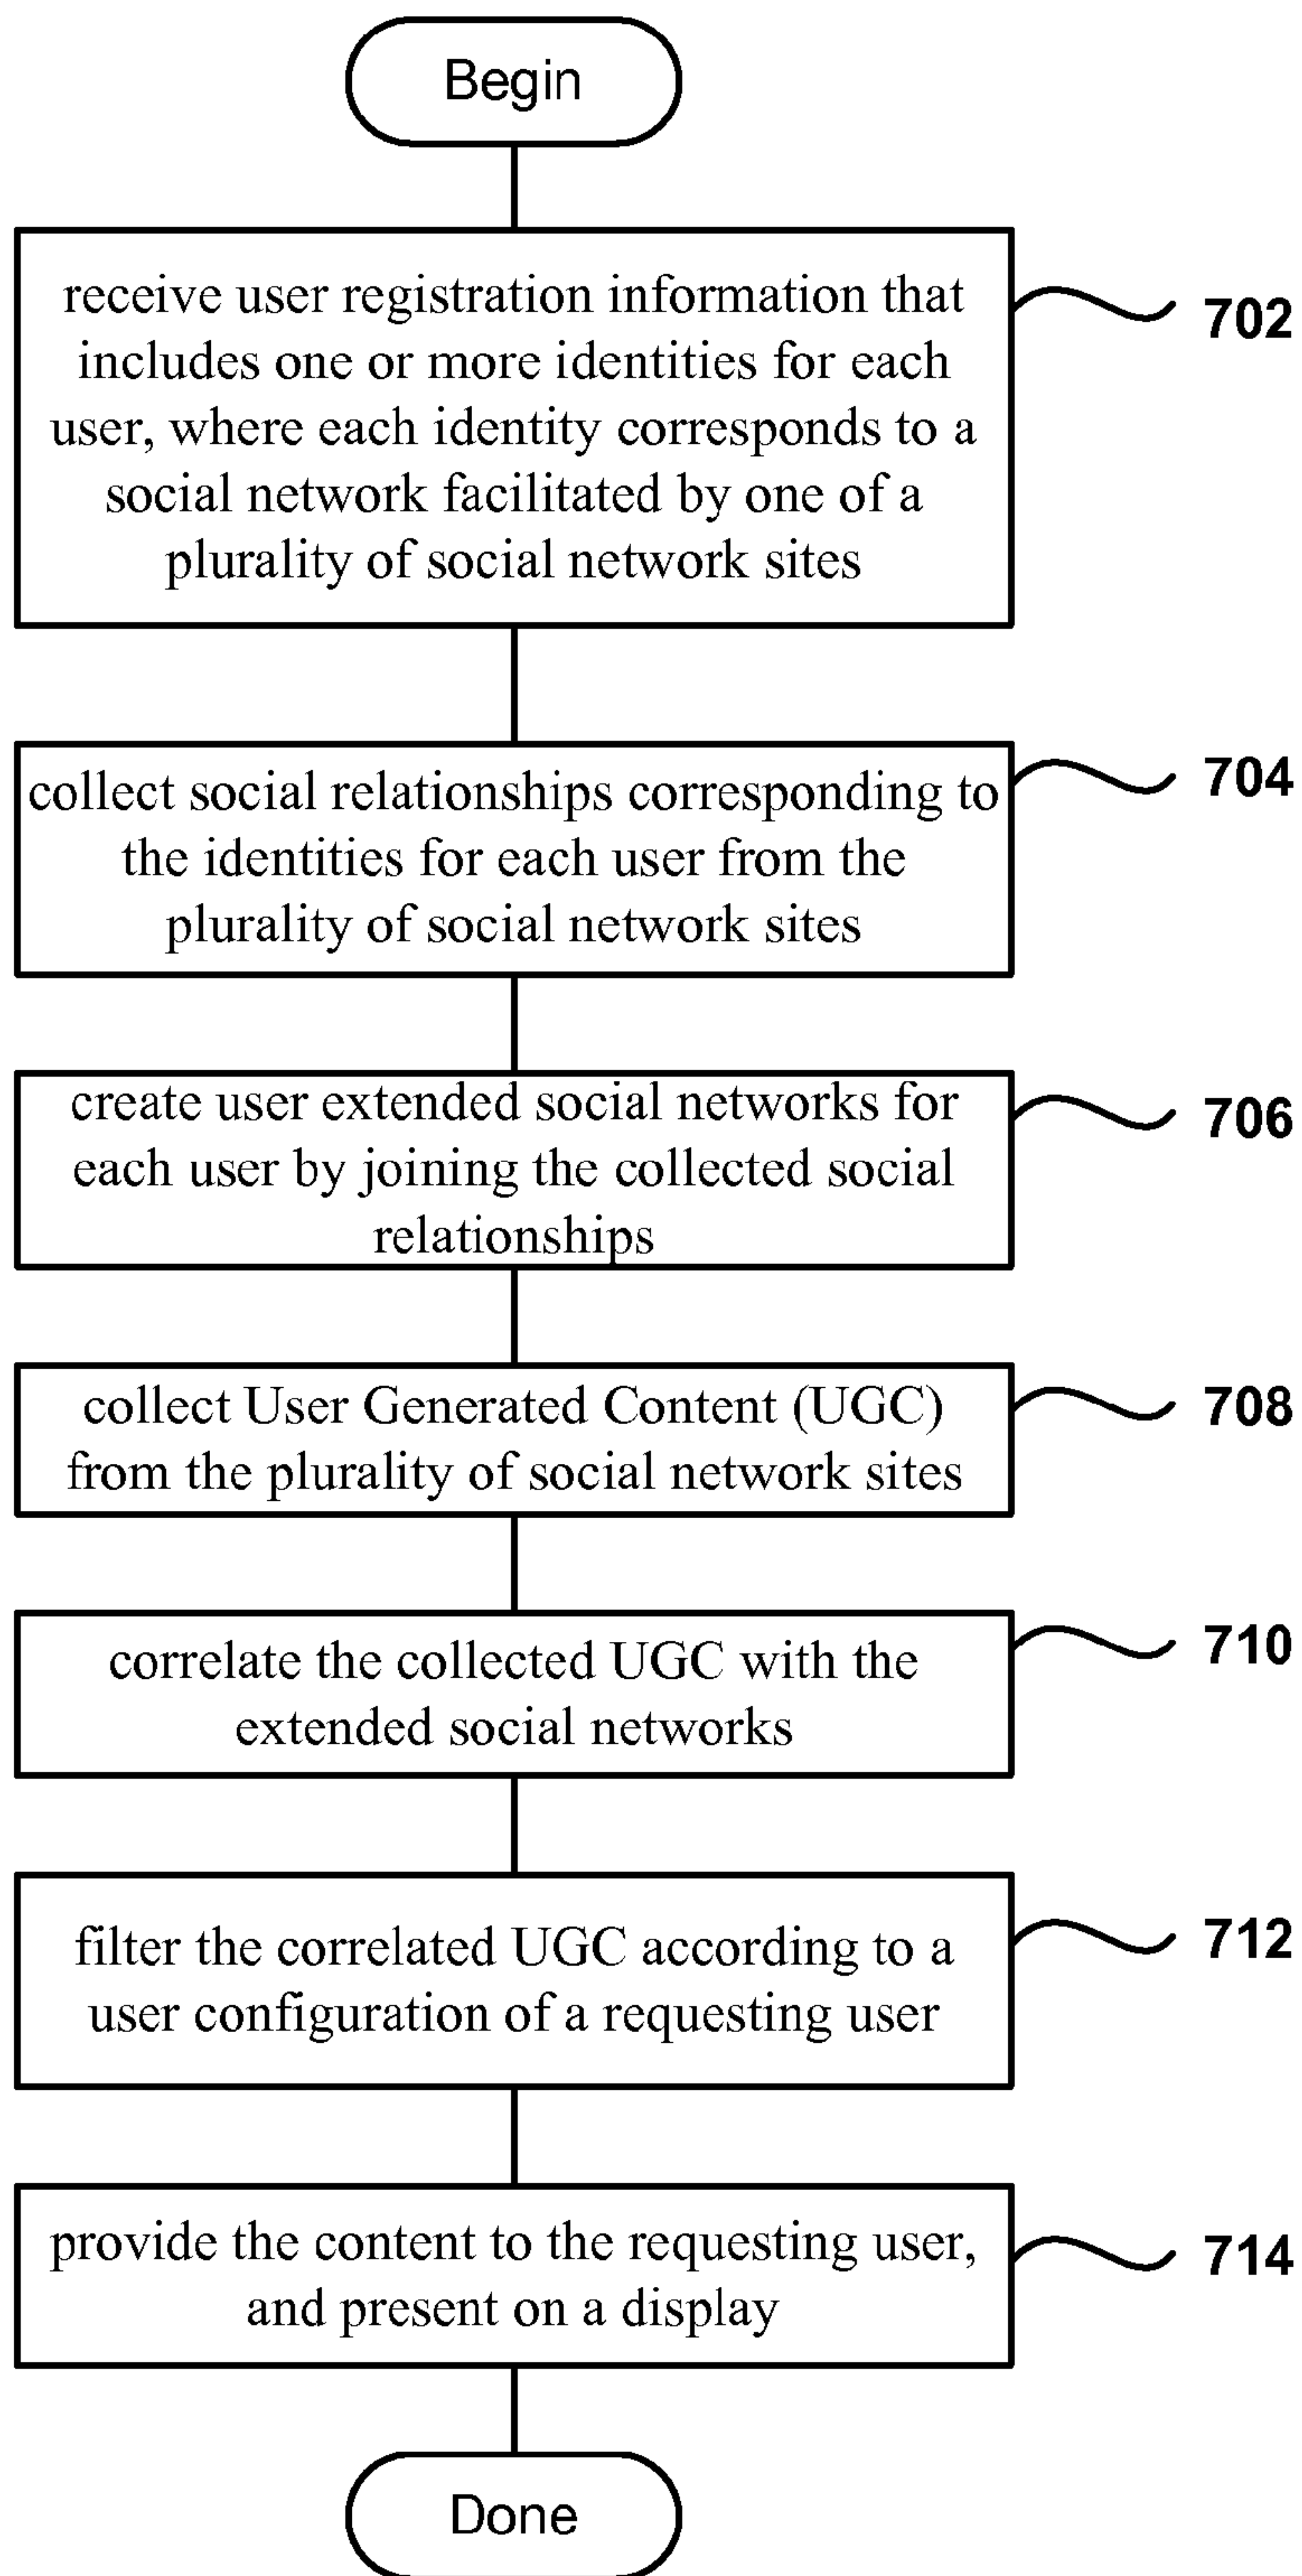 Begin
receive user registration information that
includes one or more identities for each
user, where each identity corresponds to a
social network facilitated by one of a
plurality of social network sites
702
collect social relationships corresponding to
the identities for each user from the
plurality of social network sites
704
create user extended social networks for
each user by joining the collected social
relationships
706
collect User Generated Content (UGC)
from the plurality of social network sites
708
correlate the collected UGC with the
extended social networks
710
filter the correlated UGC according to a
user configuration of a requesting user
712
provide the content to the requesting user,
and present on a display
714
Done